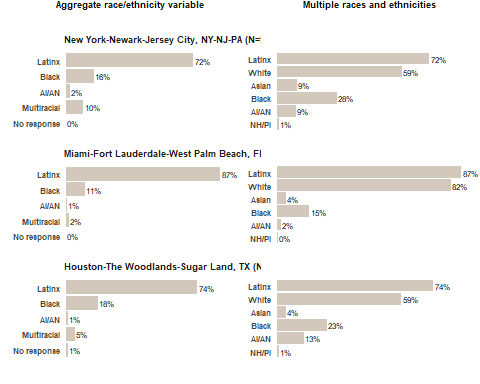 Aggregate race/ethnicity variable
Multiple races and ethnicities
New York-Newark-Jersey City, NY-NJ-PA (N=
Latinx 72%
Black 16%
AI/AN 2%
Multiracial 10%
No response 0%
Latinx 72%
White 59%
Asian 9%
Black 28%
AI/AN 9%
NH/PI 1%
Miami-Fort Lauderdale-West Palm Beach, Fl
Latinx 87%
Black 11%
AI/AN 1%
Multiracial 2%
No response 0%
Latinx 87%
White 82%
Asian 4%
Black 15%
AI/AN 2%
NH/PI 0%
Houston-The Woodlands-Sugar Land, TX (N
Latinx 74%
Black 18%
AI/AN 1%
Multiracial 5%
No response 1%
Latinx 74%
White 59%
Asian 4%
Black 23%
AI/AN 13%
NH/PI 1%